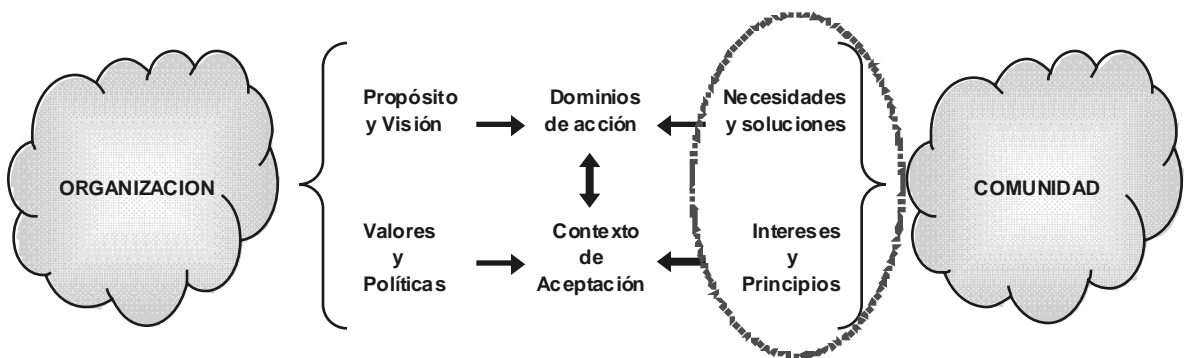 ORGANIZACION
Propósito
y Visión
Dominios
de acción
Necesidades
y soluciones
Valores
y
Políticas
Contexto
de
Aceptación
Intereses
y
Principios
COMUNIDAD